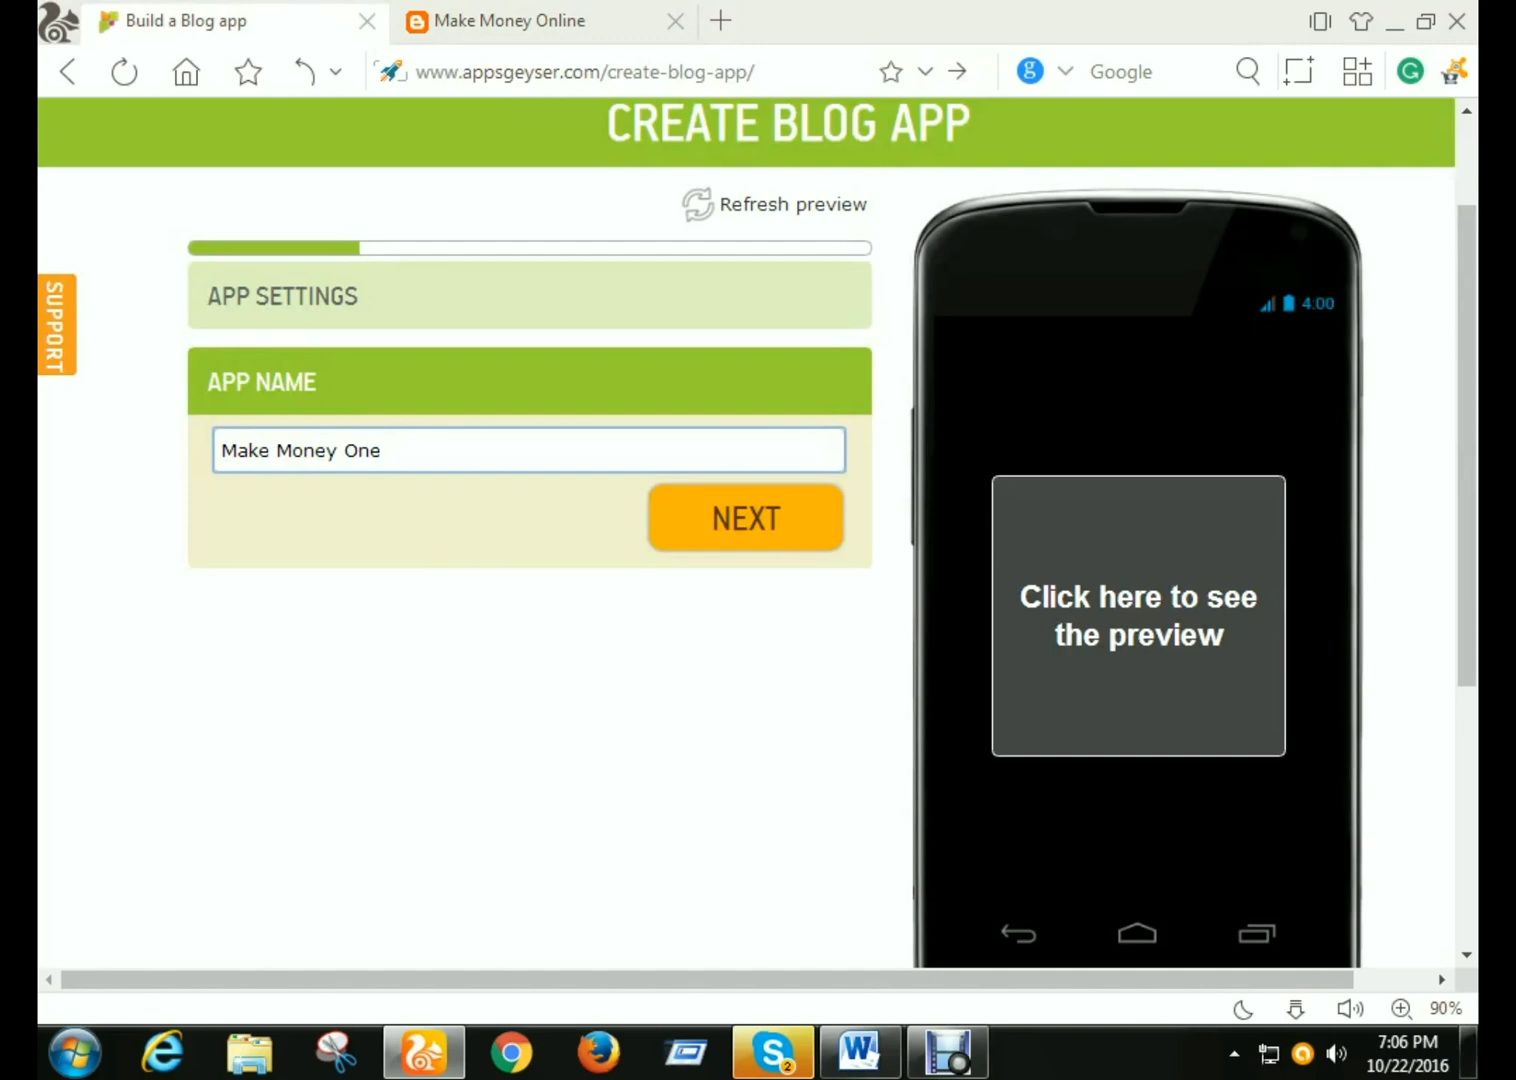 Build a Blog app
Make Money Online
www.appsgeyser.com/create-blog-app/
g
Google
G
CREATE BLOG APP
Refresh preview
4:00
SUPPORT
APP SETTINGS
APP NAME
Make Money One
NEXT
Click here to see
the preview
90%
S
2
W
7:06 PM
10/22/2016